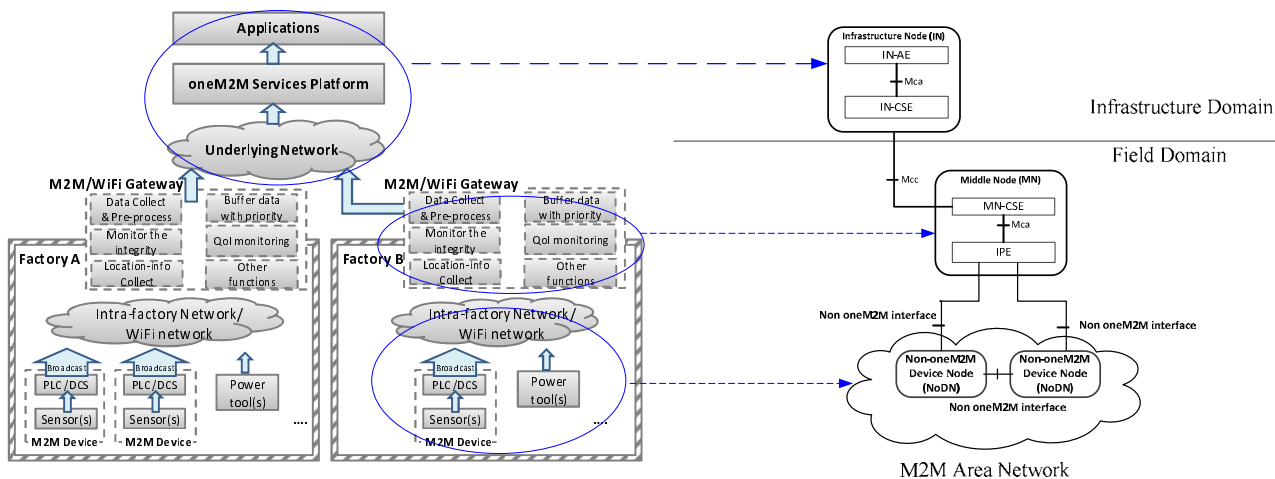 Applications
oneM2M Services Platform
Underlying Network
M2M/WiFi Gateway
Data Collect
& Pre-process
Buffer data
with priority
Monitor the
integrity
QoI monitoring
Location-info
Collect
Other
functions
Factory A
Intra-factory Network/
WiFi network
Broadcast
PLC/DCS
Sensor(s)
M2M Device
Broadcast
PLC/DCS
Sensor(s)
M2M Device
Power
tool(s)
....
M2M/WiFi Gateway
Data Collect
& Pre-process
Buffer data
with priority
Monitor the
integrity
QoI monitoring
Location-info
Collect
Other
functions
Factory B
Intra-factory Network/
WiFi network
Broadcast
PLC/DCS
Sensor(s)
M2M Device
Power
tool(s)
....
Infrastructure Node (IN)
IN-AE
Mca
IN-CSE
Infrastructure Domain
Field Domain
Mcc
Middle Node (MN)
MN-CSE
Mca
IPE
Non oneM2M interface
Non oneM2M interface
Non-oneM2M
Device Node
(NoDN)
Non-oneM2M
Device Node
(NoDN)
Non oneM2M interface
M2M Area Network